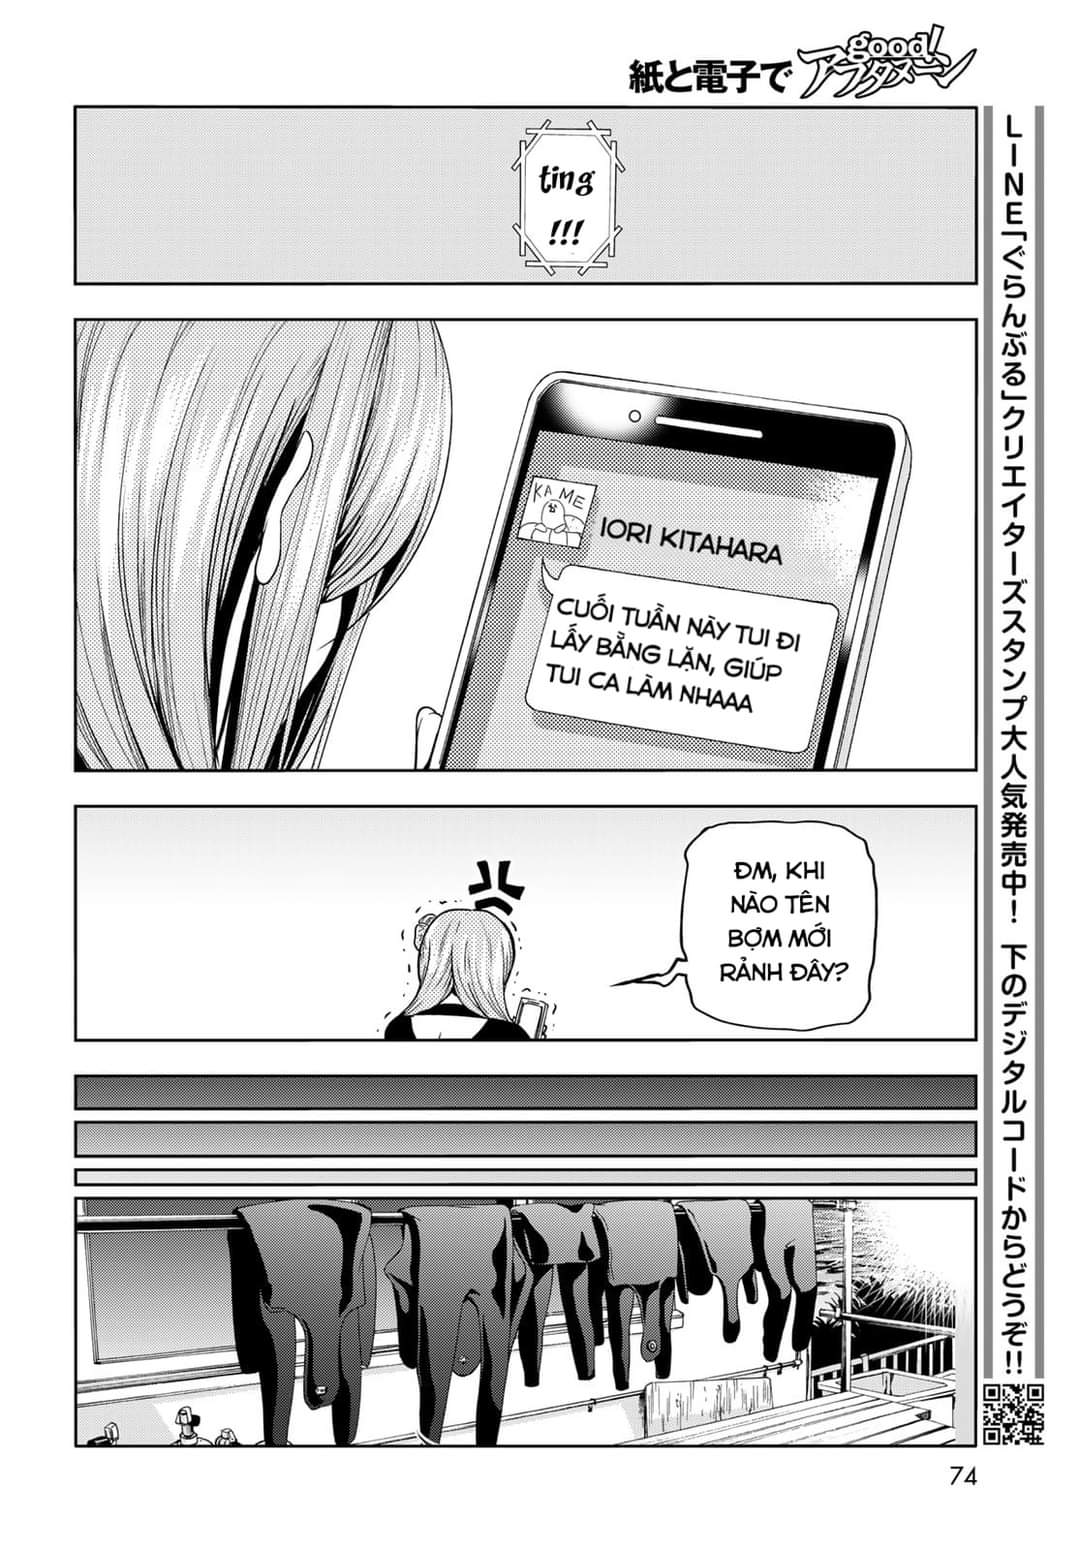 紙と電子で
good!
アフタヌーン
LINE「ぐらんぶる」クリエイターズスタンプ大人気発売中！ 下のデジタルコードからどうぞ!!
ting
!!!
KAME
IORI KITAHARA
CUỐI TUẦN NÀY TUI ĐI
LẤY BẰNG LẶN, GIÚP
TUI CA LÀM NHAAA
ĐM, KHI
NÀO TÊN
BỢM MỚI
RẢNH ĐÂY?
74